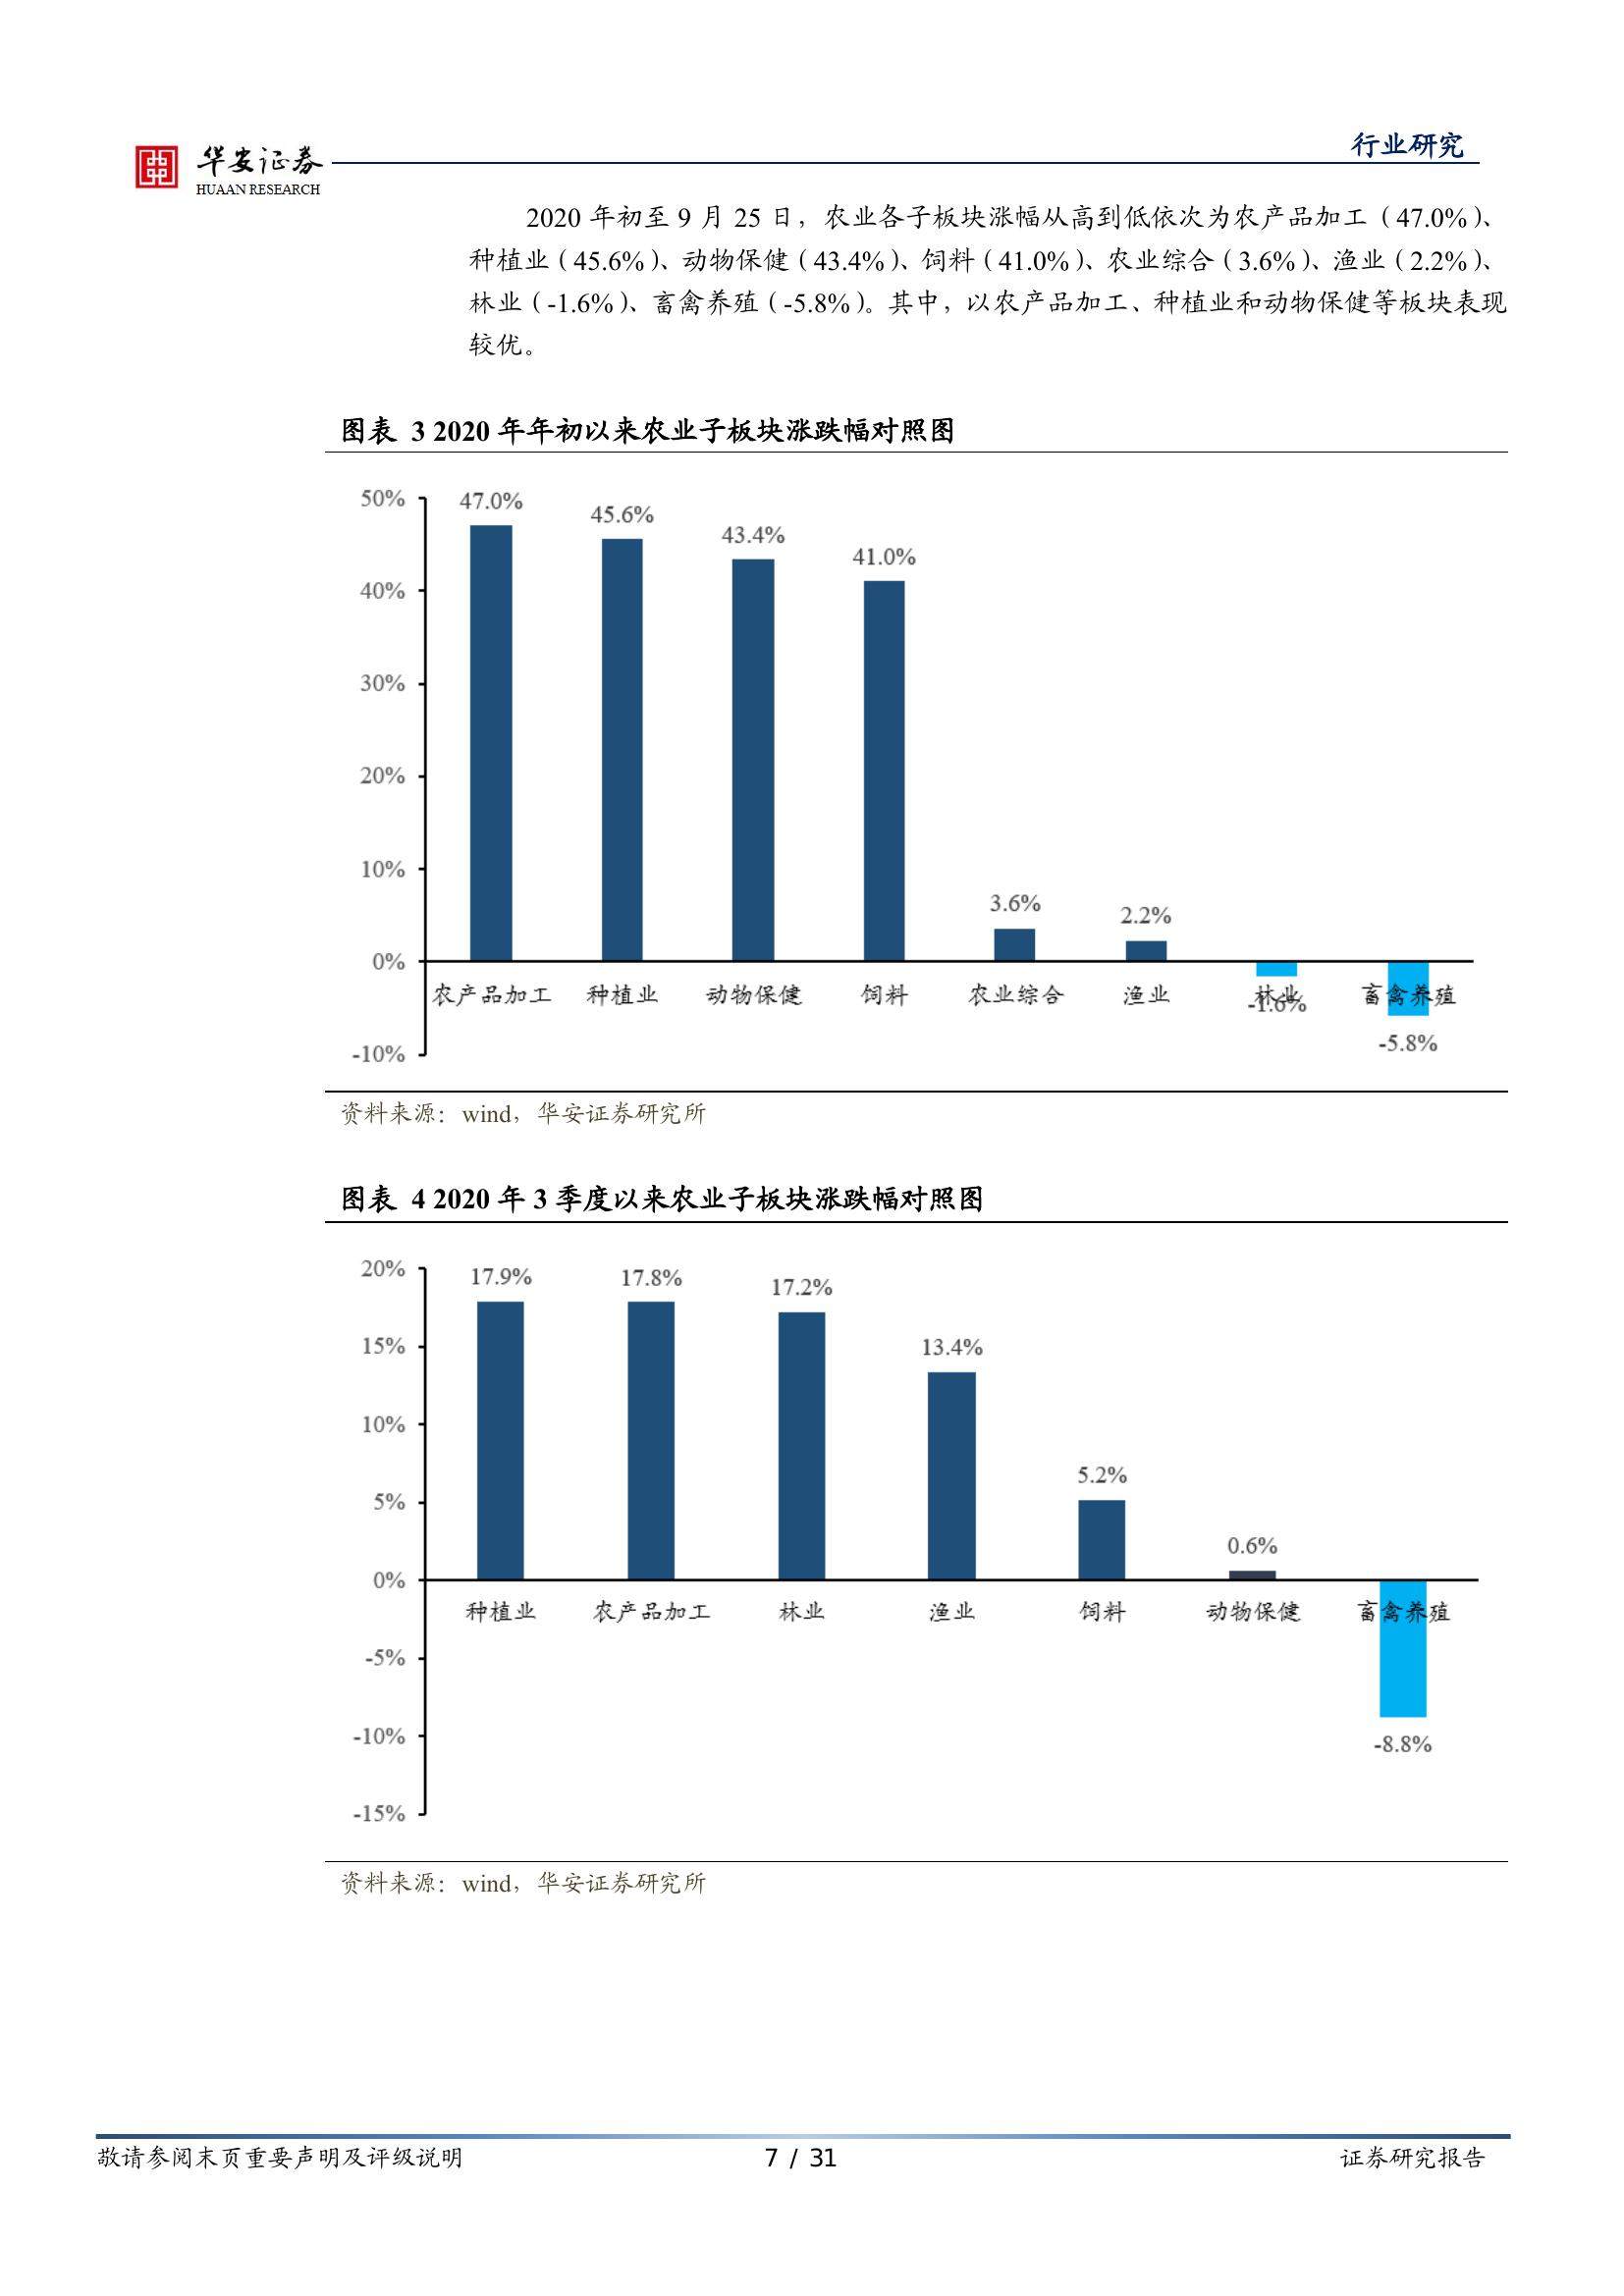 华安证券
HUAAN RESEARCH
行业研究
2020 年初至 9 月 25 日，农业各子板块涨幅从高到低依次为农产品加工（47.0%）、
种植业（45.6%）、动物保健（43.4%）、饲料（41.0%）、农业综合（3.6%）、渔业（2.2%）、
林业（-1.6%）、畜禽养殖（-5.8%）。其中，以农产品加工、种植业和动物保健等板块表现
较优。
图表 3 2020 年年初以来农业子板块涨跌幅对照图
50%
40%
30%
20%
10%
0%
-10%
47.0%
45.6%
43.4%
41.0%
3.6%
2.2%
-1.6%
-5.8%
农产品加工
种植业
动物保健
饲料
农业综合
渔业
林业
畜禽养殖
资料来源：wind，华安证券研究所
图表 4 2020 年 3 季度以来农业子板块涨跌幅对照图
20%
15%
10%
5%
0%
-5%
-10%
-15%
17.9%
17.8%
17.2%
13.4%
5.2%
0.6%
-8.8%
种植业
农产品加工
林业
渔业
饲料
动物保健
畜禽养殖
资料来源：wind，华安证券研究所
敬请参阅末页重要声明及评级说明
7 / 31
证券研究报告